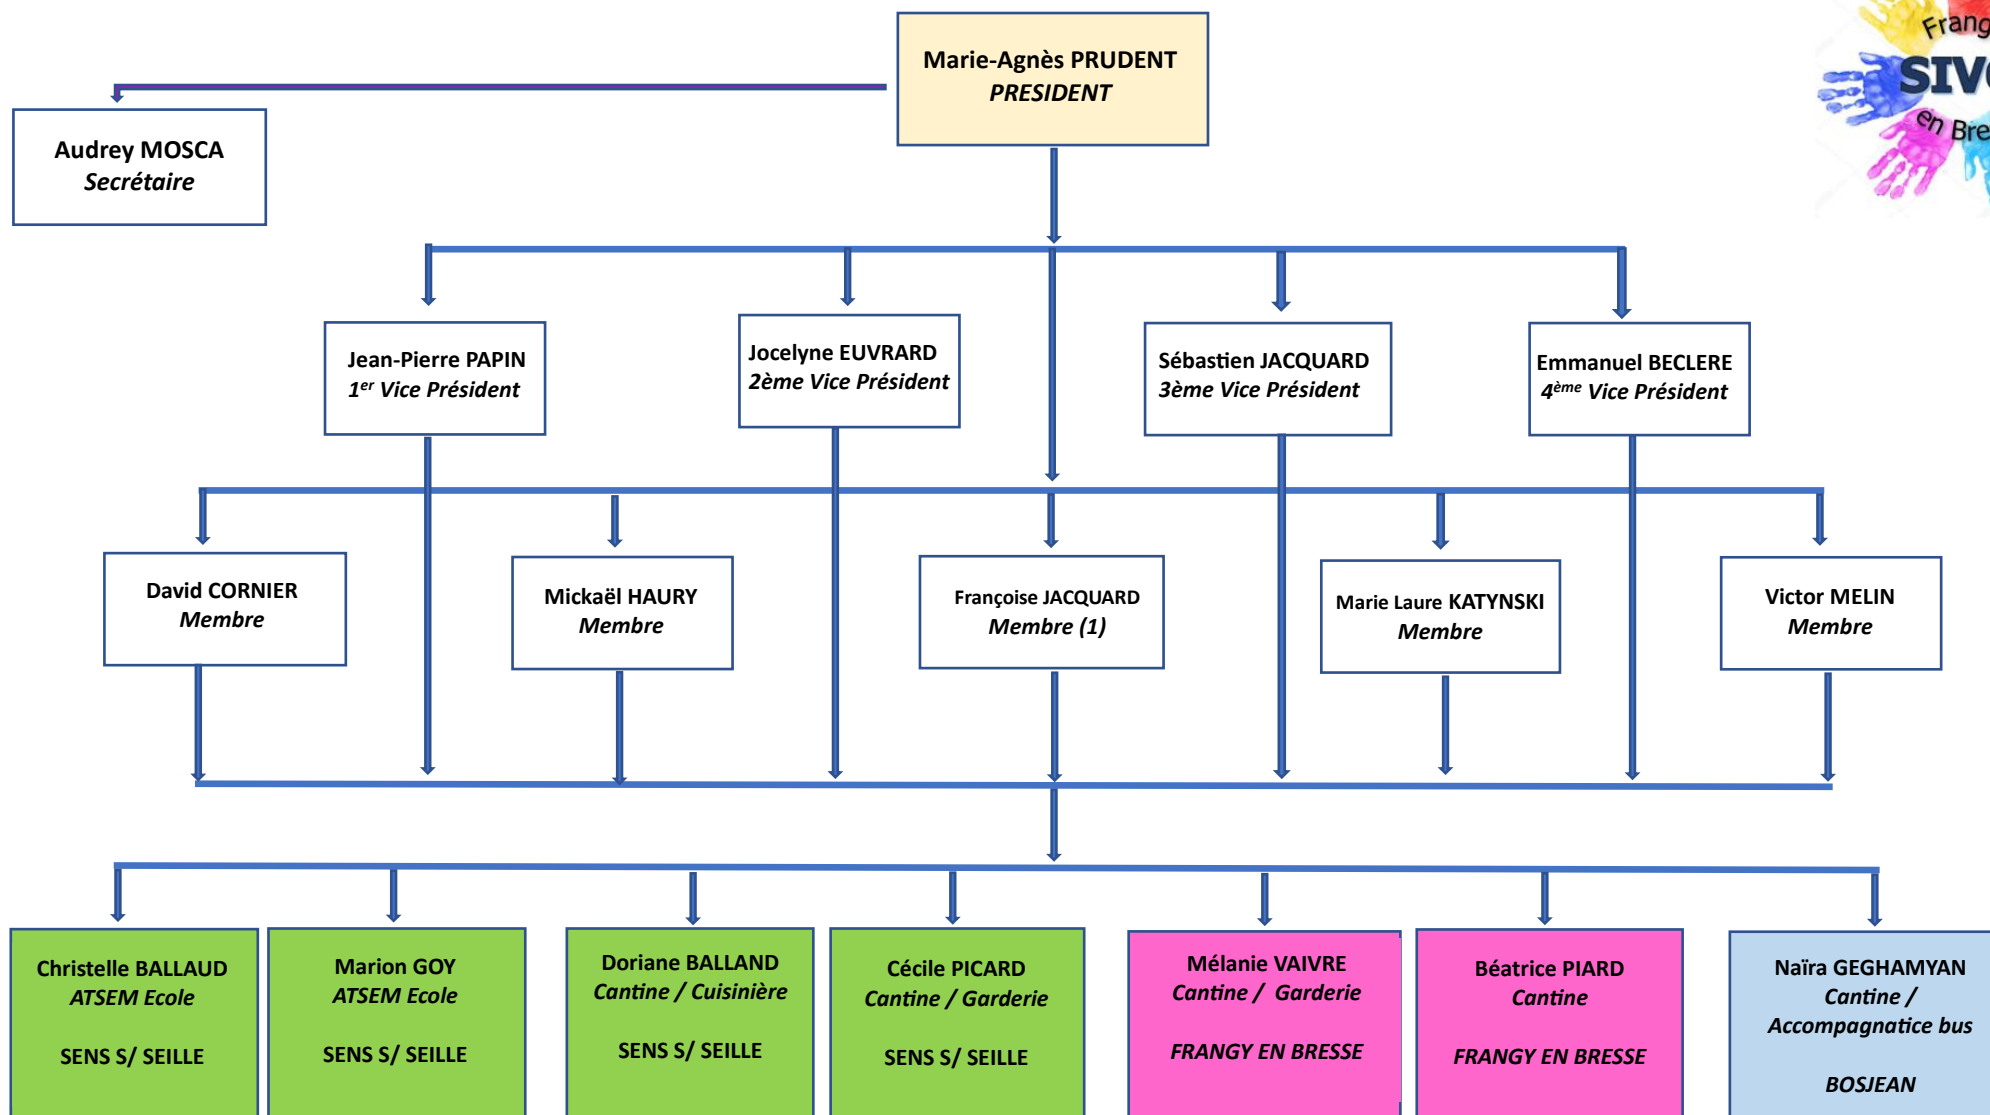 Marie-Agnès PRUDENT
PRESIDENT
Frang
SIV
en Bre
Audrey MOSCA
Secrétaire
Jean-Pierre PAPIN
1er Vice Président
Jocelyne EUVRARD
2ème Vice Président
Sébastien JACQUARD
3ème Vice Président
Emmanuel BECLERE
4ème Vice Président
David CORNIER
Membre
Mickaël HAURY
Membre
Françoise JACQUARD
Membre (1)
Marie Laure KATYNSKI
Membre
Victor MELIN
Membre
Christelle BALLAUD
ATSEM Ecole
SENS S/ SEILLE
Marion GOY
ATSEM Ecole
SENS S/ SEILLE
Doriane BALLAND
Cantine / Cuisinière
SENS S/ SEILLE
Cécile PICARD
Cantine / Garderie
SENS S/ SEILLE
Mélanie VAIVRE
Cantine / Garderie
FRANGY EN BRESSE
Béatrice PIARD
Cantine
FRANGY EN BRESSE
Naïra GEGHAMYAN
Cantine /
Accompagnatice bus
BOSJEAN